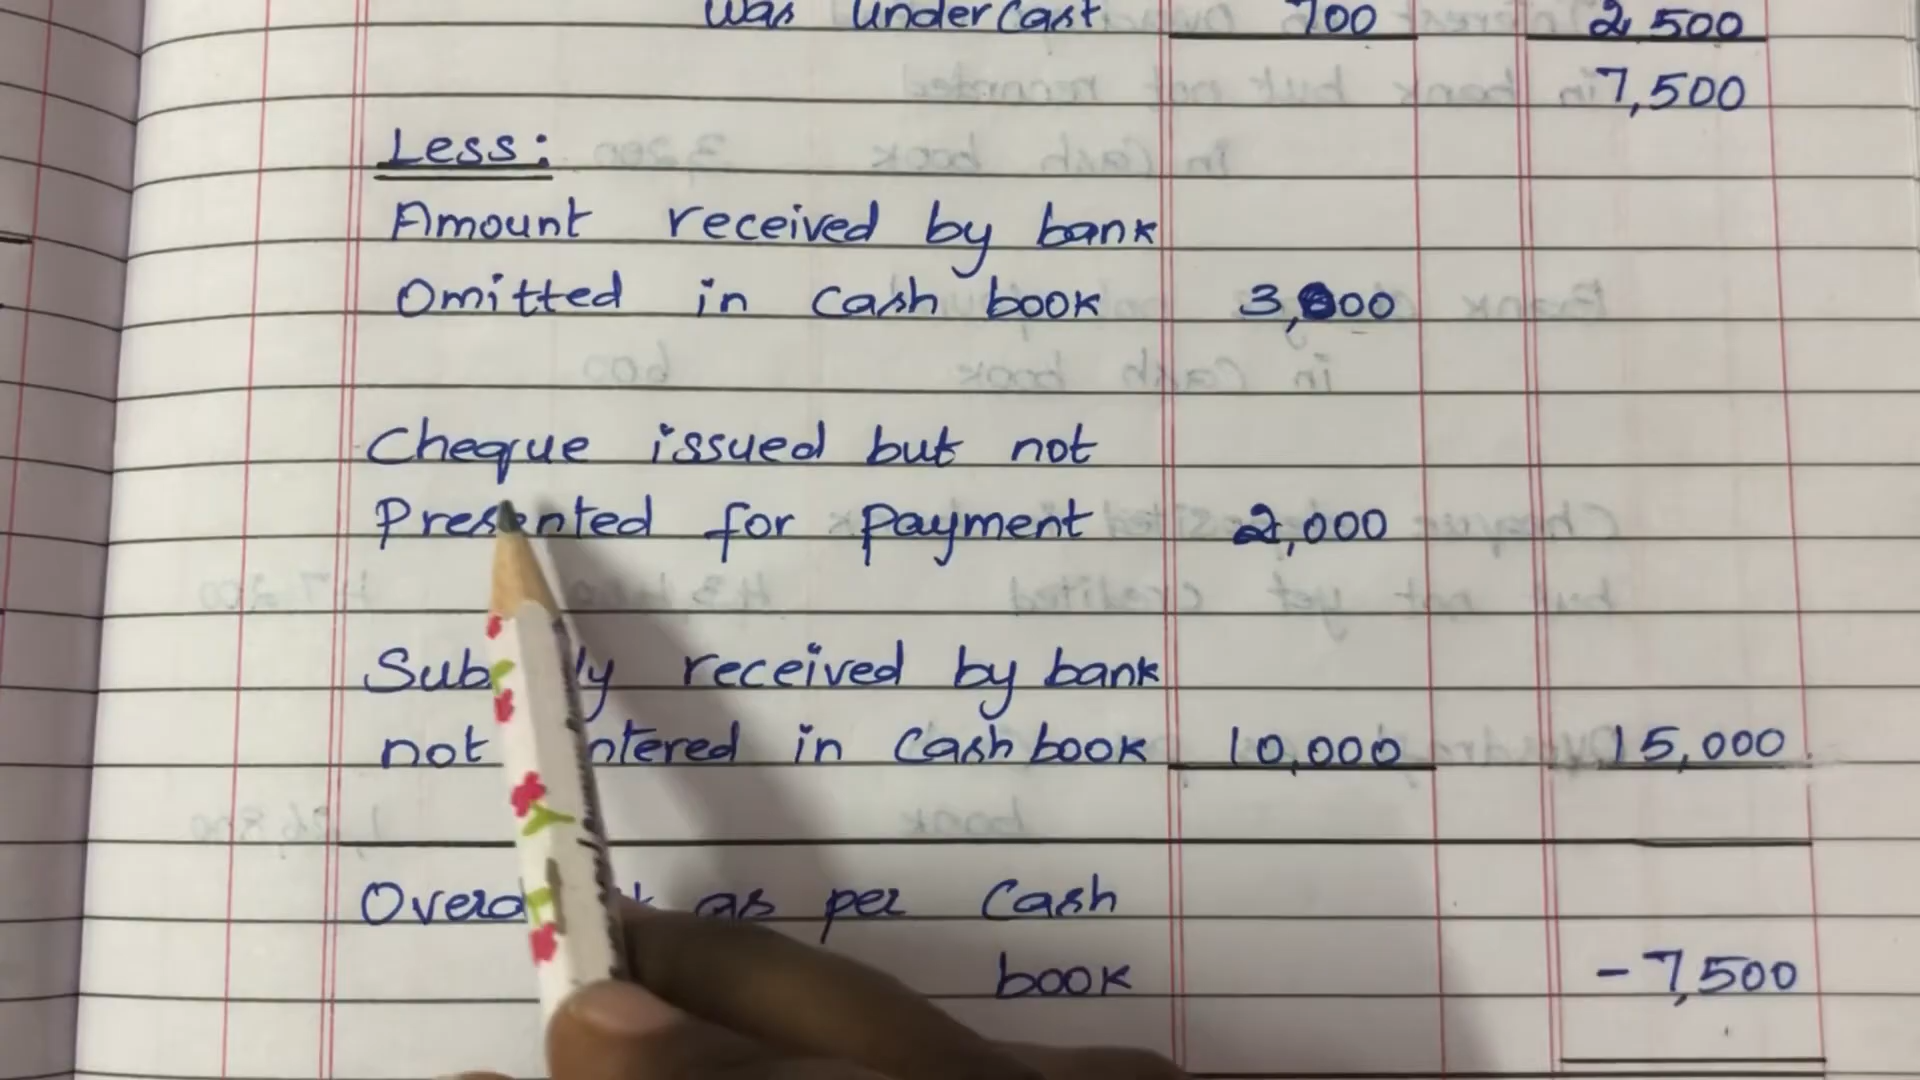 was undercast 700 2,500
7,500
Less:
Amount received by bank
Omitted in cash book 3,000
Cheque issued but not
Presented for payment 2,000
received by bank
not in cashbook 10,000 15,000
as per cash
book -7,500